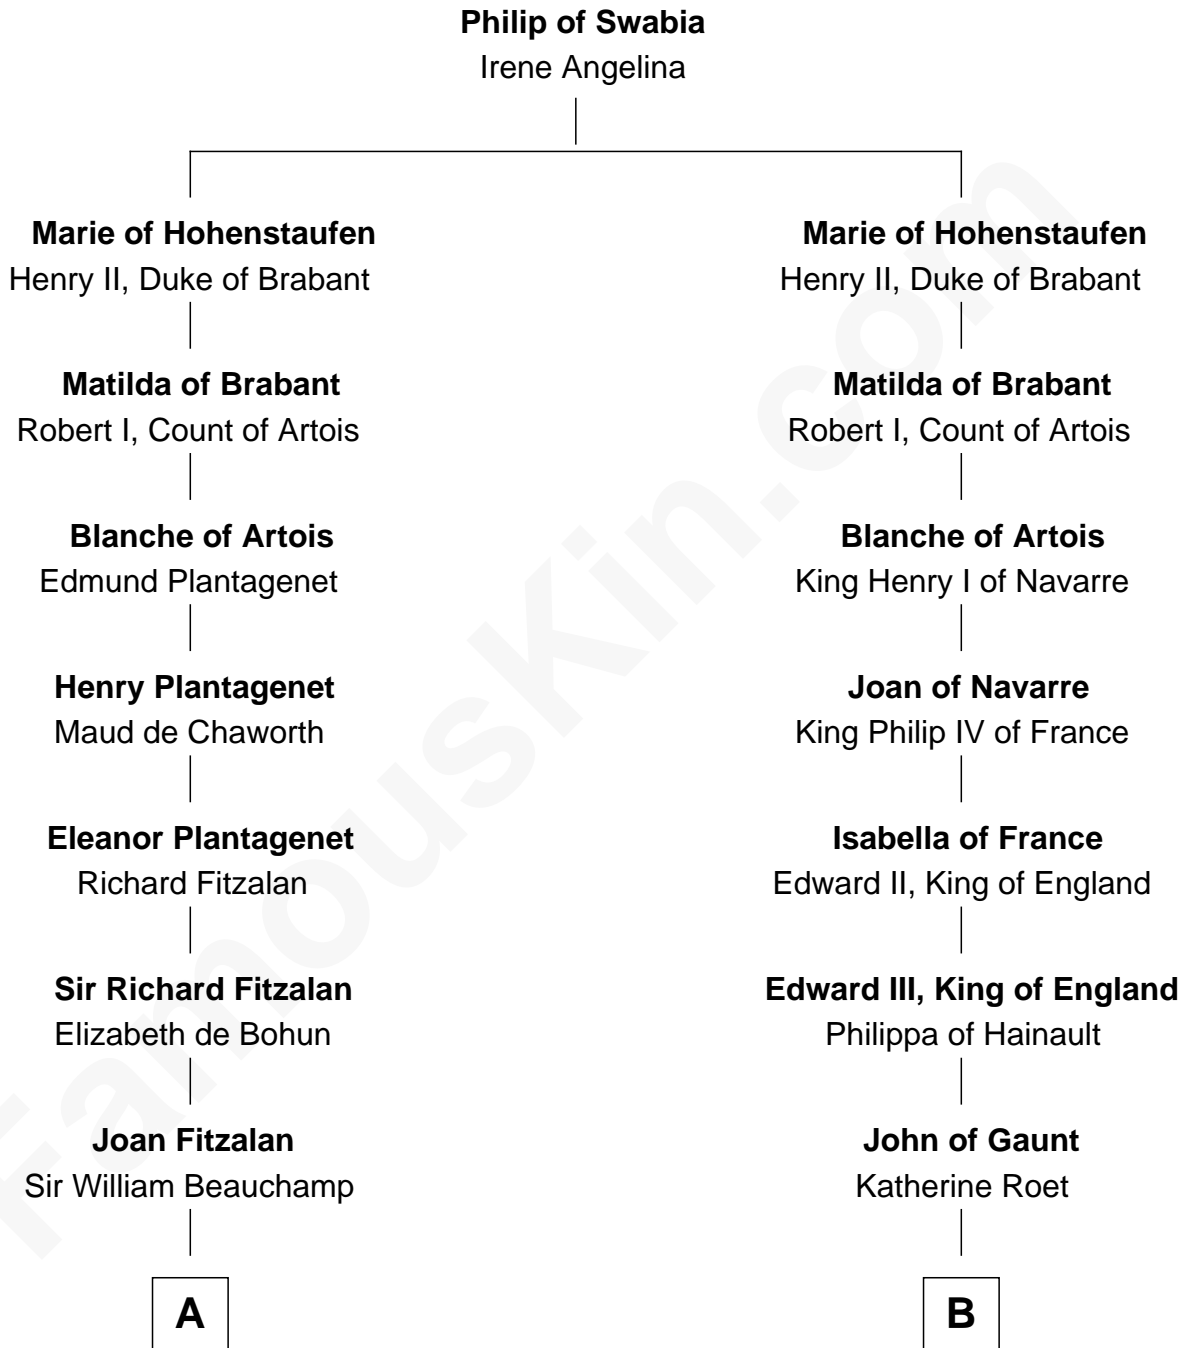 Philip of Swabia
Irene Angelina
Marie of Hohenstaufen
Henry II, Duke of Brabant
Matilda of Brabant
Robert I, Count of Artois
Blanche of Artois
Edmund Plantagenet
Henry Plantagenet
Maud de Chaworth
Eleanor Plantagenet
Richard Fitzalan
Sir Richard Fitzalan
Elizabeth de Bohun
Joan Fitzalan
Sir William Beauchamp
A
Marie of Hohenstaufen
Henry II, Duke of Brabant
Matilda of Brabant
Robert I, Count of Artois
Blanche of Artois
King Henry I of Navarre
Joan of Navarre
King Philip IV of France
Isabella of France
Edward II, King of England
Edward III, King of England
Philippa of Hainault
John of Gaunt
Katherine Roet
B
FamousKin.com